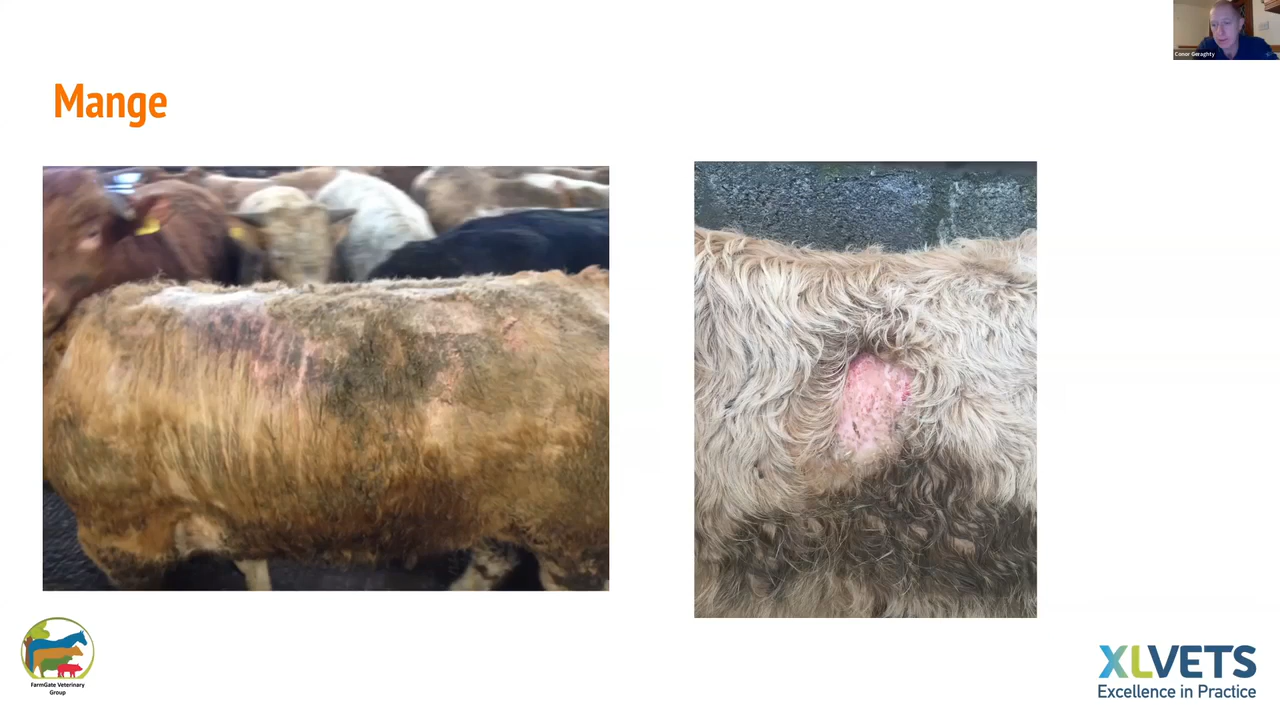 Conor Geraghty
Mange
FarmGate Veterinary
Group
XLVETS
Excellence in Practice